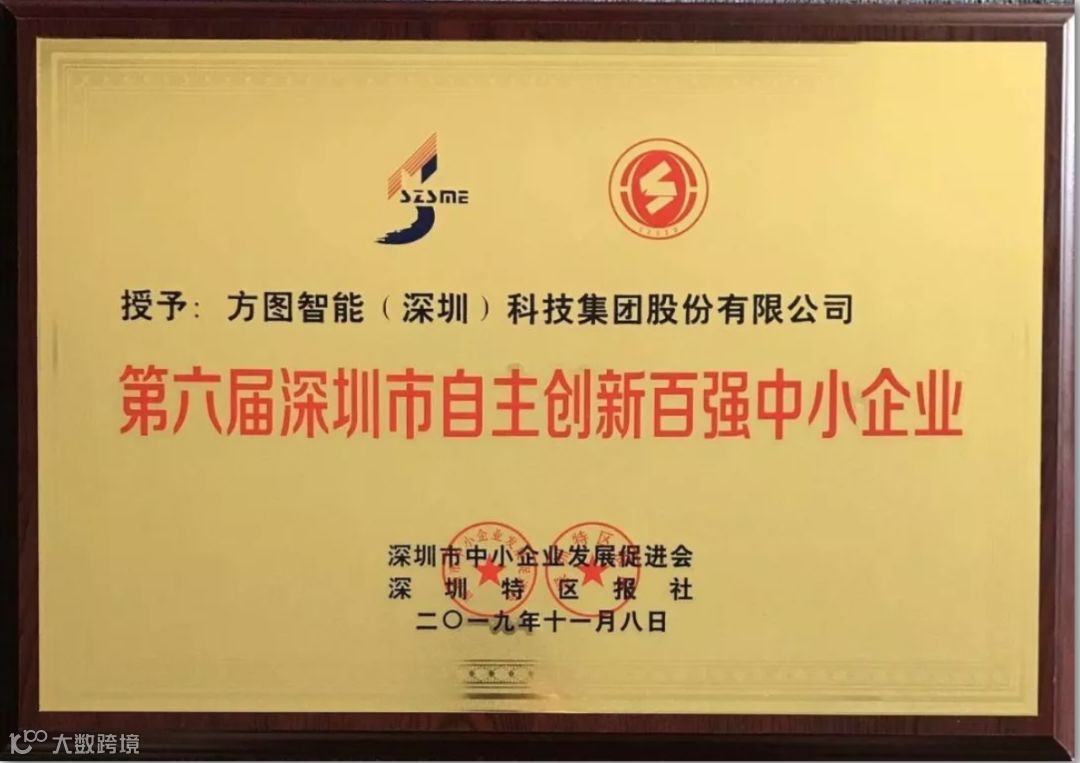 SZSME
授予：方图智能（深圳）科技集团股份有限公司
第六届深圳市自主创新百强中小企业
深圳市中小企业发展促进会
深圳特区报社
二〇一九年十一月八日
大数跨境